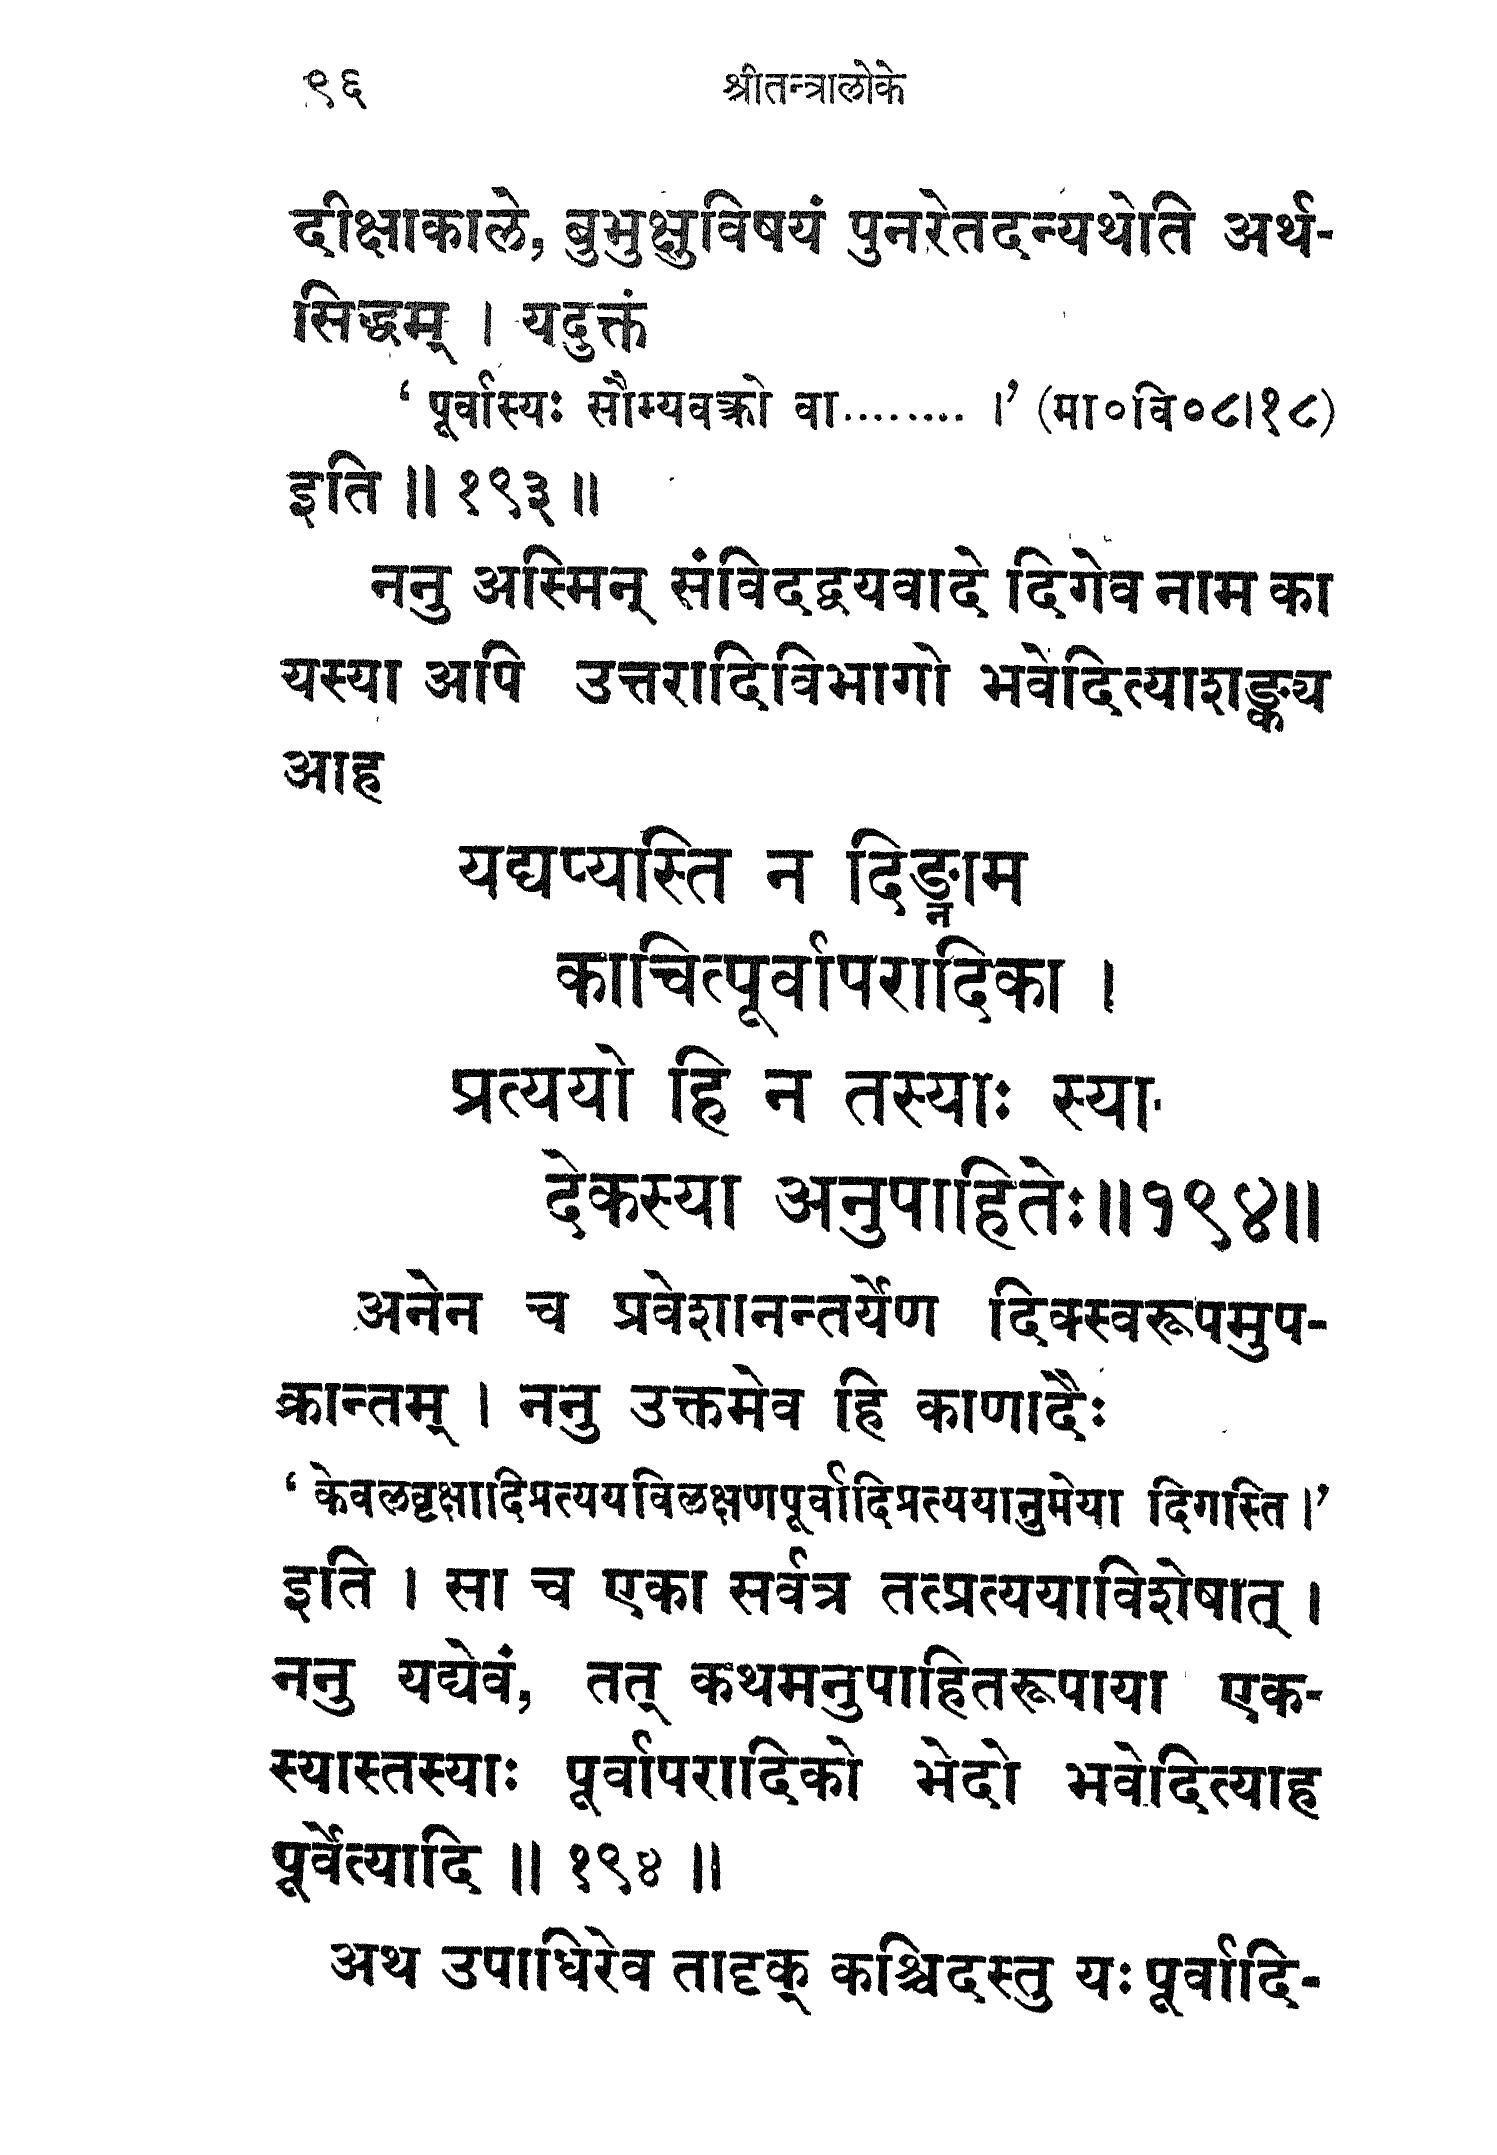 ९६ श्रीतन्त्रालोके
दीक्षाकाले, बुभुक्षुविषयं पुनरेतदन्यथेति अर्थ-
सिद्धम् । यदुक्तं
‘ पूर्वास्यः सौम्यवक्त्रो वा........ ।’ (मा०वि०८।१८)
इति ॥ १९३ ॥
ननु अस्मिन् संविदद्वयवादे दिगेव नाम का
यस्या अपि उत्तरादिविभागो भवेदित्याशङ्क्य
आह
यद्यप्यस्ति न दिङ्नाम
काचित्पूर्वापरादिका ।
प्रत्ययो हि न तस्याः स्या-
देकस्या अनुपाहितेः॥१९४॥
अनेन च प्रवेशानन्तर्येण दिक्स्वरूपमुप-
क्रान्तम् । ननु उक्तमेव हि काणादैः
‘ केवलवृक्षादिप्रत्ययविलक्षणपूर्वादिप्रत्ययानुमेया दिगस्ति ।’
इति । सा च एका सर्वत्र तत्प्रत्ययाविशेषात् ।
ननु यद्येवं, तत् कथमनुपाहितरूपाया एक-
स्यास्तस्याः पूर्वापरादिको भेदो भवेदित्याह
पूर्वेत्यादि ॥ १९४ ॥
अथ उपाधिरेव तादृक् कश्चिदस्तु यः पूर्वादि-